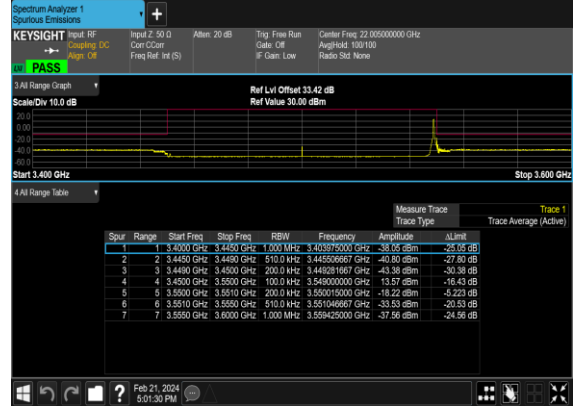 Spectrum Analyzer 1
Spurious Emissions
KEYSIGHT Input: RF Input Z: 50 Ω Atten: 20 dB Trig: Free Run Center Freq: 22.005000000 GHz
Coupling: DC Corr CCorr Gate: Off Avg|Hold: 100/100
Align: Off Freq Ref: Int (S) IF Gain: Low Radio Std: None
PASS
3 All Range Graph
Ref Lvl Offset 33.42 dB
Scale/Div 10.0 dB Ref Value 30.00 dBm
20.0
0.00
-20.0
-40.0
-60.0
Start 3.400 GHz Stop 3.600 GHz
4 All Range Table
Measure Trace Trace 1
Trace Type Trace Average (Active)
Spur Range Start Freq Stop Freq RBW Frequency Amplitude ΔLimit
1 1 3.4000 GHz 3.4450 GHz 1.000 MHz 3.403975000 GHz -38.05 dBm -25.05 dB
2 2 3.4450 GHz 3.4490 GHz 510.0 kHz 3.445506667 GHz -40.80 dBm -27.80 dB
3 3 3.4490 GHz 3.4500 GHz 200.0 kHz 3.449281667 GHz -43.38 dBm -30.38 dB
4 4 3.4500 GHz 3.5500 GHz 100.0 kHz 3.549000000 GHz 13.57 dBm -16.43 dB
5 5 3.5500 GHz 3.5510 GHz 200.0 kHz 3.550015000 GHz -18.22 dBm -5.223 dB
6 6 3.5510 GHz 3.5550 GHz 510.0 kHz 3.551046667 GHz -33.53 dBm -20.53 dB
7 7 3.5550 GHz 3.6000 GHz 1.000 MHz 3.559425000 GHz -37.56 dBm -24.56 dB
Feb 21, 2024
5:01:30 PM